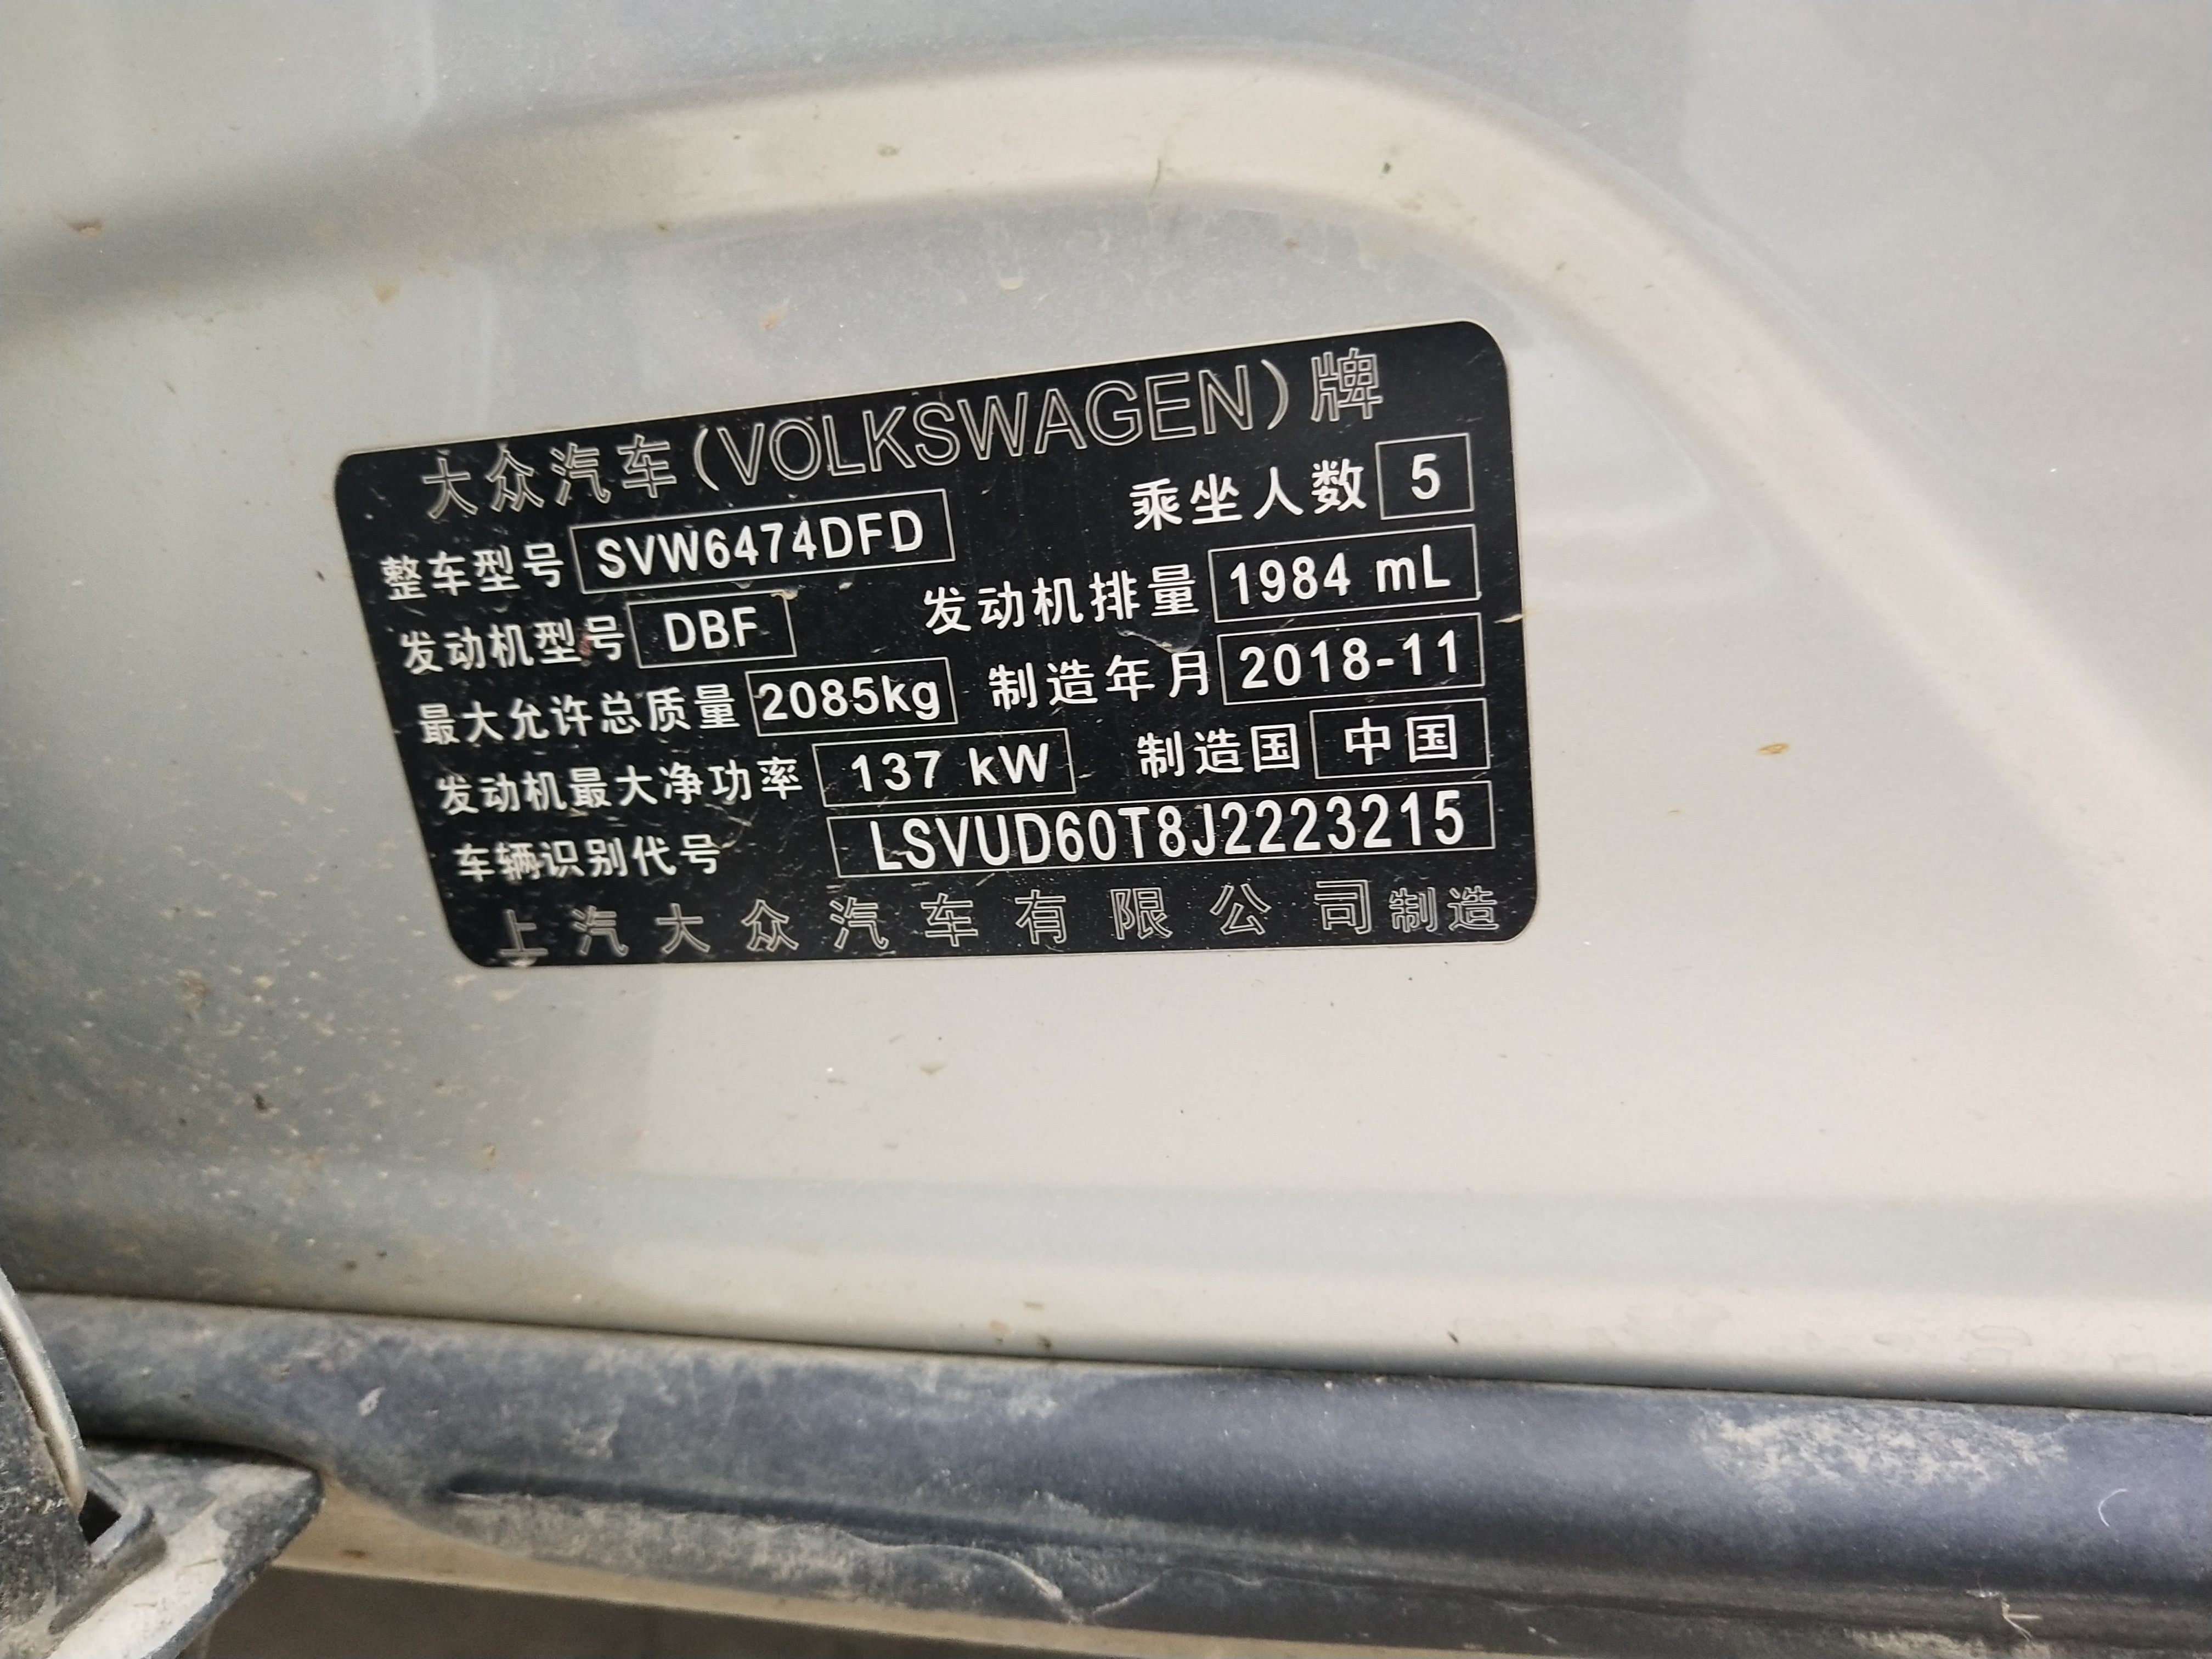 大众汽车(VOLKSWAGEN)牌
整车型号 SVW6474DFD 乘坐人数 5
发动机型号 DBF 发动机排量 1984 mL
最大允许总质量 2085kg 制造年月 2018-11
发动机最大净功率 137 kW 制造国 中国
车辆识别代号 LSVUD60T8J2223215
上汽大众汽车有限公司制造